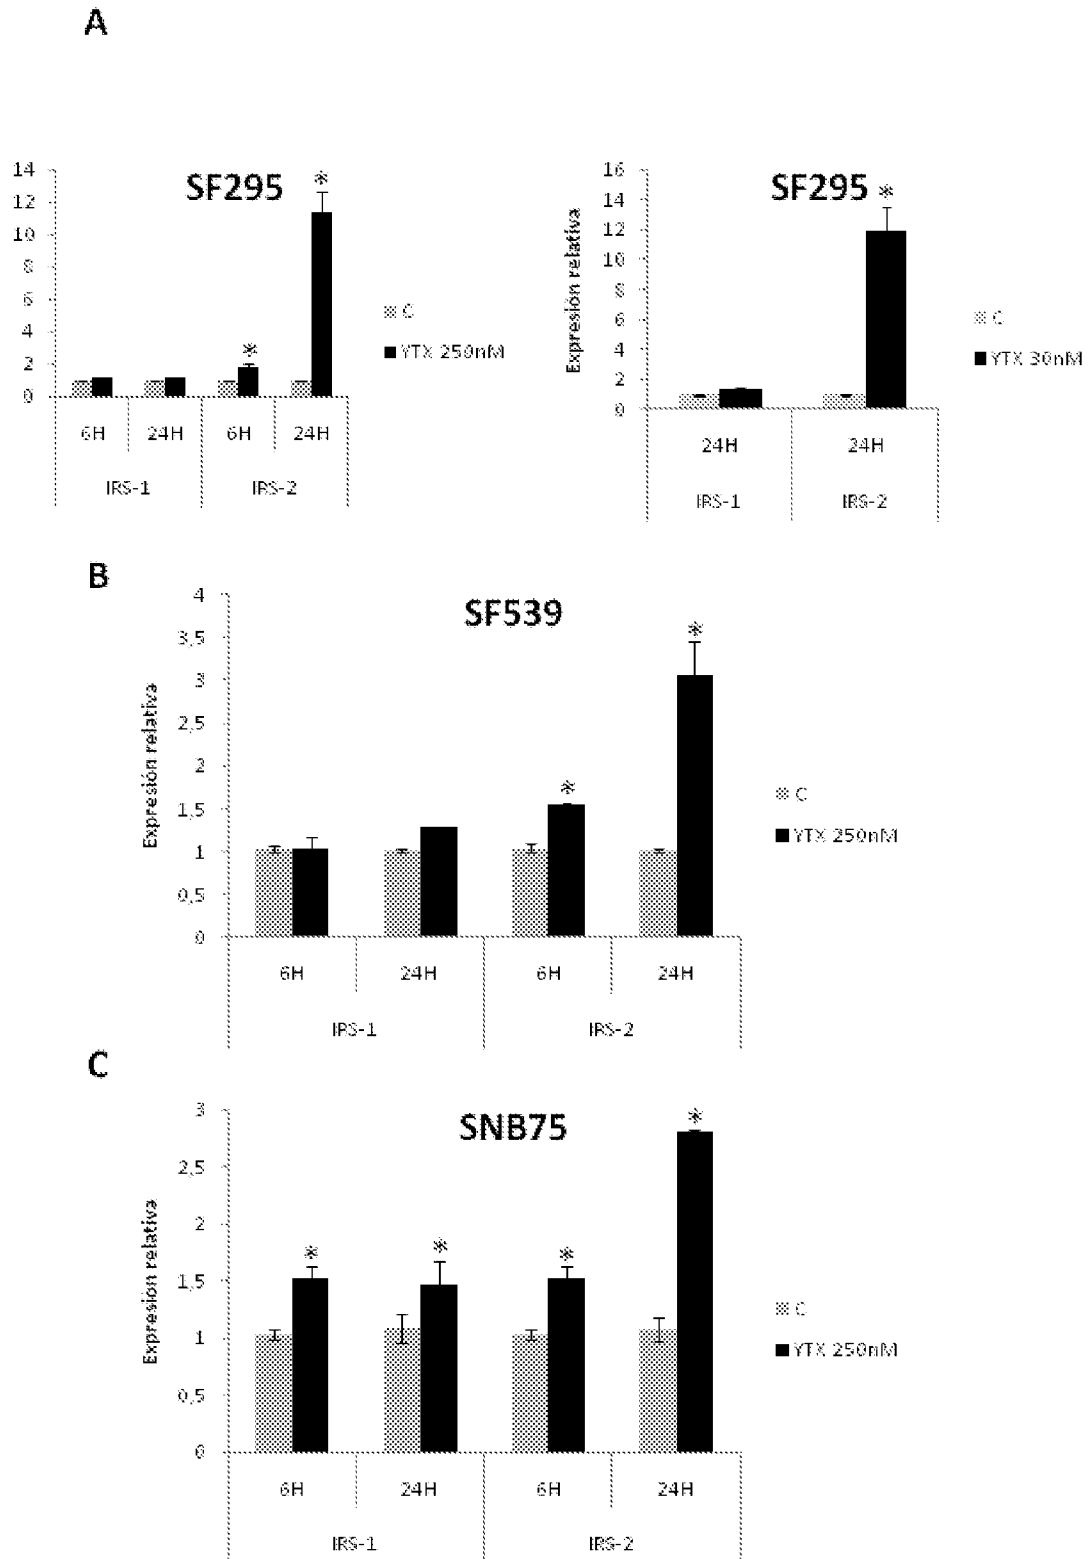 A
SF295
*
14
12
10
8
6
4
2
0
*
C
YTX 250nM
6H 24H 6H 24H
IRS-1 IRS-2
SF295
*
Expresión relativa
16
14
12
10
8
6
4
2
0
C
YTX 30nM
24H 24H
IRS-1 IRS-2
B
SF539
*
Expresión relativa
4
3,5
3
2,5
2
1,5
1
0,5
0
*
C
YTX 250nM
6H 24H 6H 24H
IRS-1 IRS-2
C
SNB75
*
Expresión relativa
3
2,5
2
1,5
1
0,5
0
* * *
C
YTX 250nM
6H 24H 6H 24H
IRS-1 IRS-2